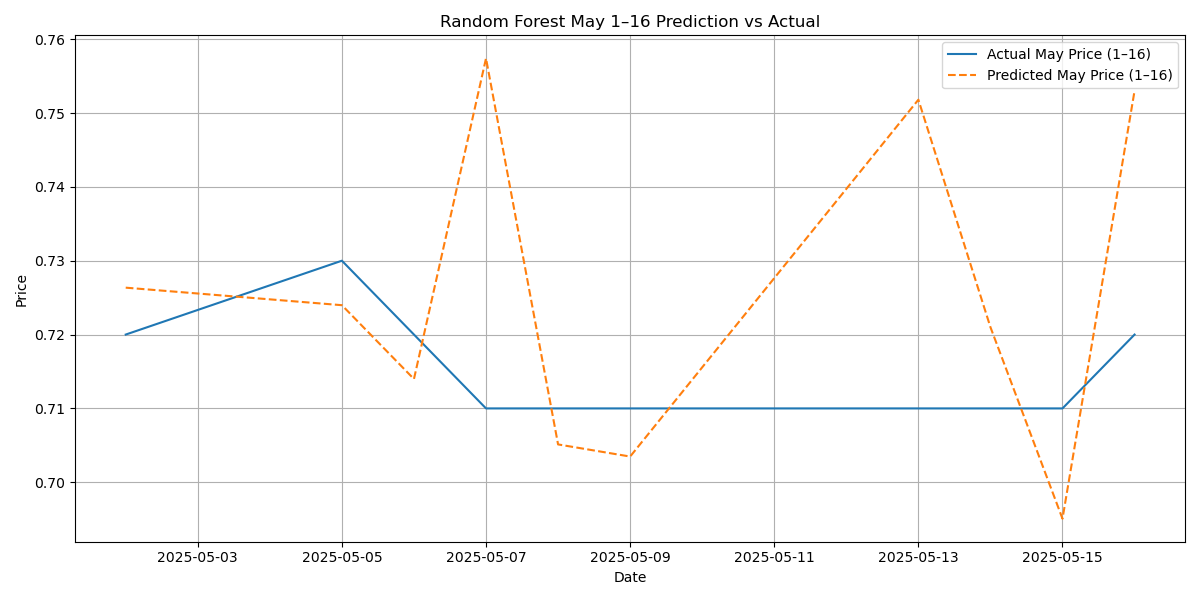 Random Forest May 1–16 Prediction vs Actual
Actual May Price (1–16)
Predicted May Price (1–16)
Price
0.76
0.75
0.74
0.73
0.72
0.71
0.70
2025-05-03 2025-05-05 2025-05-07 2025-05-09 2025-05-11 2025-05-13 2025-05-15
Date